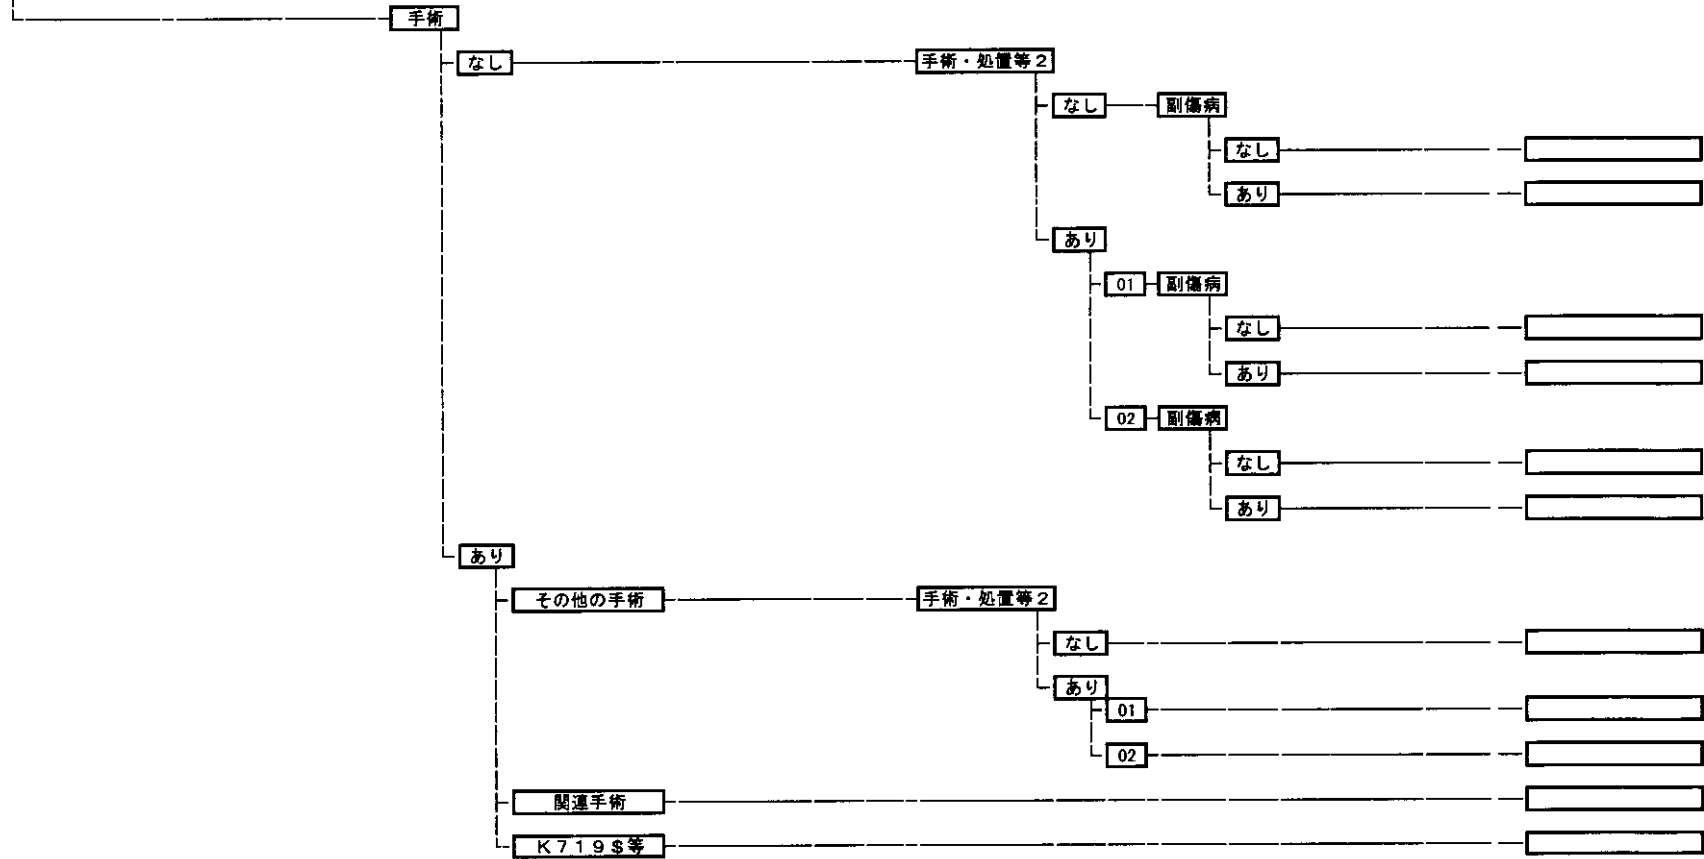 手術
なし
手術・処置等2
なし
副傷病
なし
あり
あり
01
副傷病
なし
あり
02
副傷病
なし
あり
あり
その他の手術
手術・処置等2
なし
あり
01
02
関連手術
K719$等